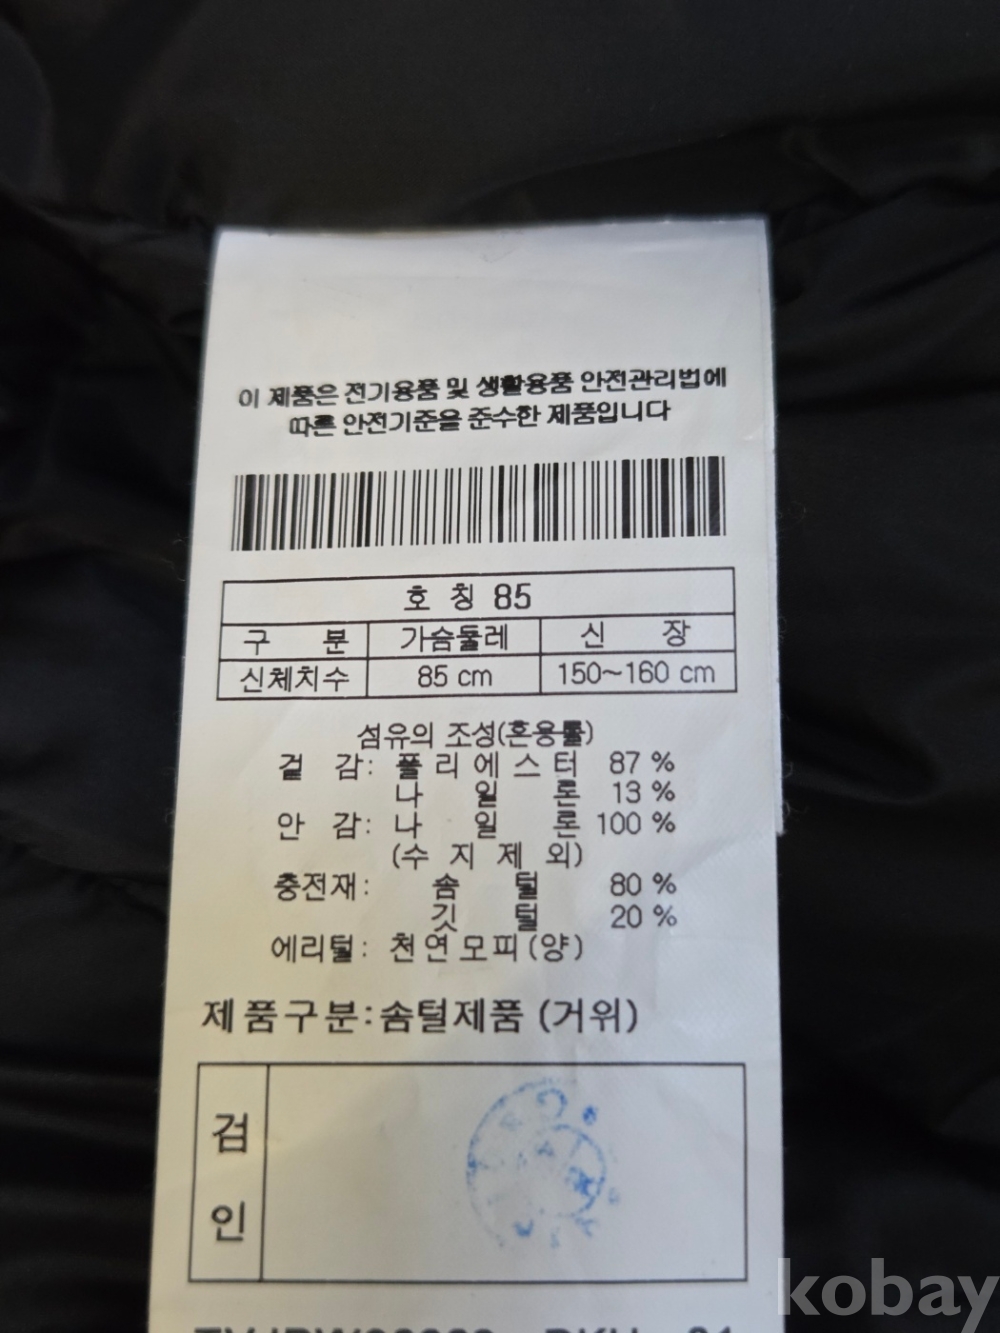 이 제품은 전기용품 및 생활용품 안전관리법에
따른 안전기준을 준수한 제품입니다
호 칭 85
구 분 가슴둘레 신 장
신체치수 85 cm 150~160 cm
섬유의 조성(혼용률)
겉 감: 폴리에스터 87 %
나 일 론 13 %
안 감: 나 일 론 100 %
(수 지 제 외)
충전재: 솜 털 80 %
깃 털 20 %
에리털: 천연모피(양)
제품구분:솜털제품 (거위)
검
인
kobay